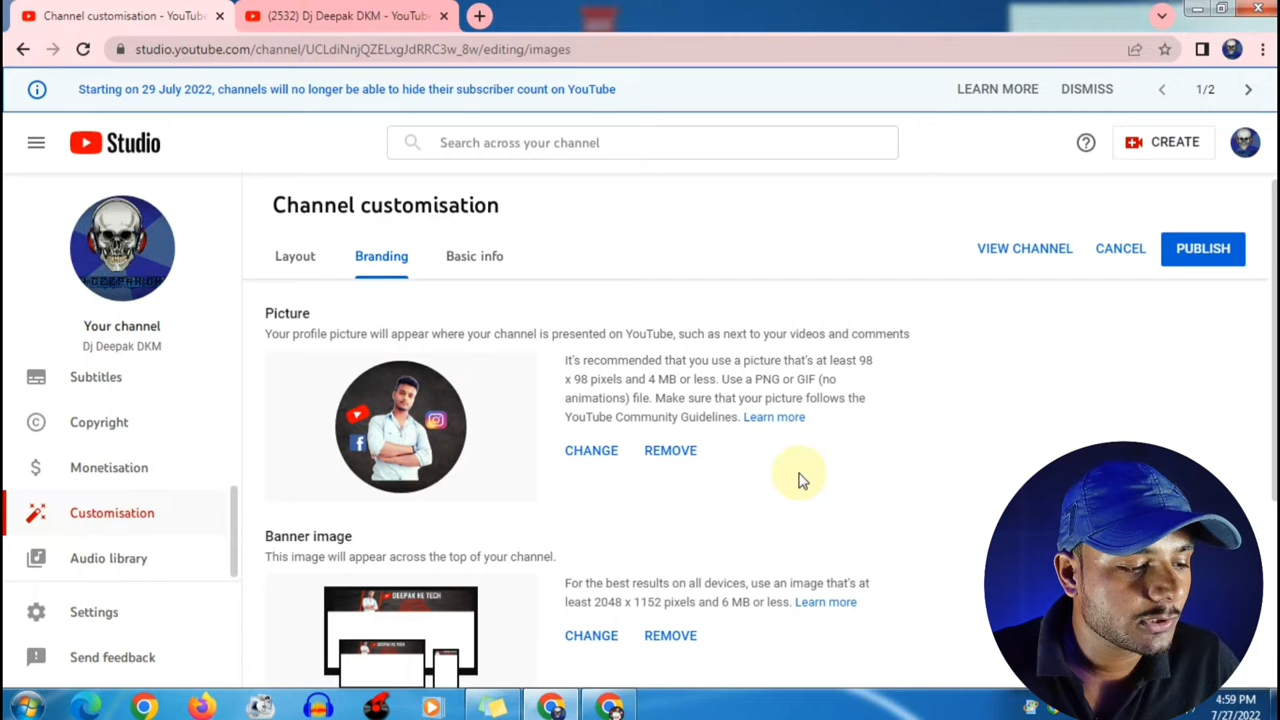 Channel customisation - YouTube
(2532) Dj Deepak DKM - YouTub
studio.youtube.com/channel/UCLdiNnjQZELxgJdRRC3w_8w/editing/images
Starting on 29 July 2022, channels will no longer be able to hide their subscriber count on YouTube
LEARN MORE
DISMISS
1/2
Studio
Search across your channel
CREATE
Channel customisation
Layout
Branding
Basic info
VIEW CHANNEL
CANCEL
PUBLISH
Your channel
Dj Deepak DKM
Subtitles
Copyright
Monetisation
Customisation
Audio library
Settings
Send feedback
Picture
Your profile picture will appear where your channel is presented on YouTube, such as next to your videos and comments
It's recommended that you use a picture that's at least 98
x 98 pixels and 4 MB or less. Use a PNG or GIF (no
animations) file. Make sure that your picture follows the
YouTube Community Guidelines. Learn more
CHANGE
REMOVE
Banner image
This image will appear across the top of your channel.
DEEPAK KE TECH
For the best results on all devices, use an image that's at
least 2048 x 1152 pixels and 6 MB or less. Learn more
CHANGE
REMOVE
4:59 PM
7/27/2022